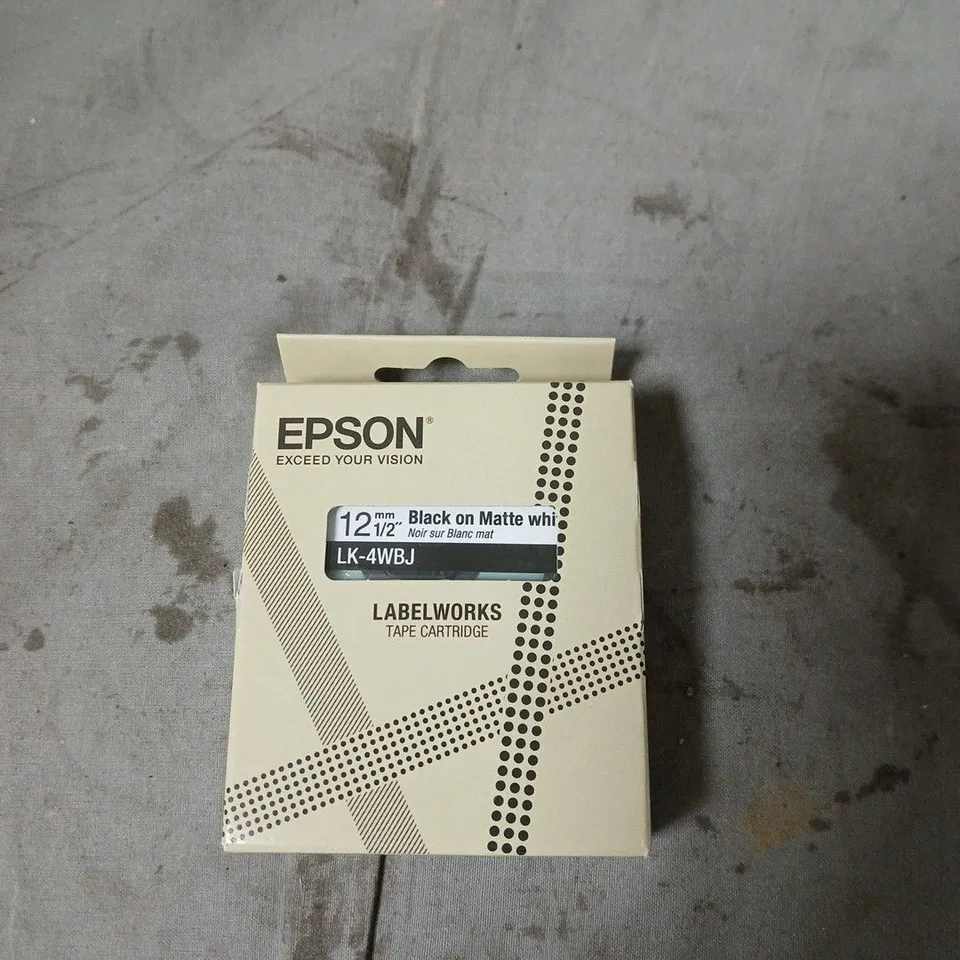 EPSON®
EXCEED YOUR VISION
12 mm 1/2" Black on Matte whi
Noir sur Blanc mat
LK-4WBJ
LABELWORKS
TAPE CARTRIDGE